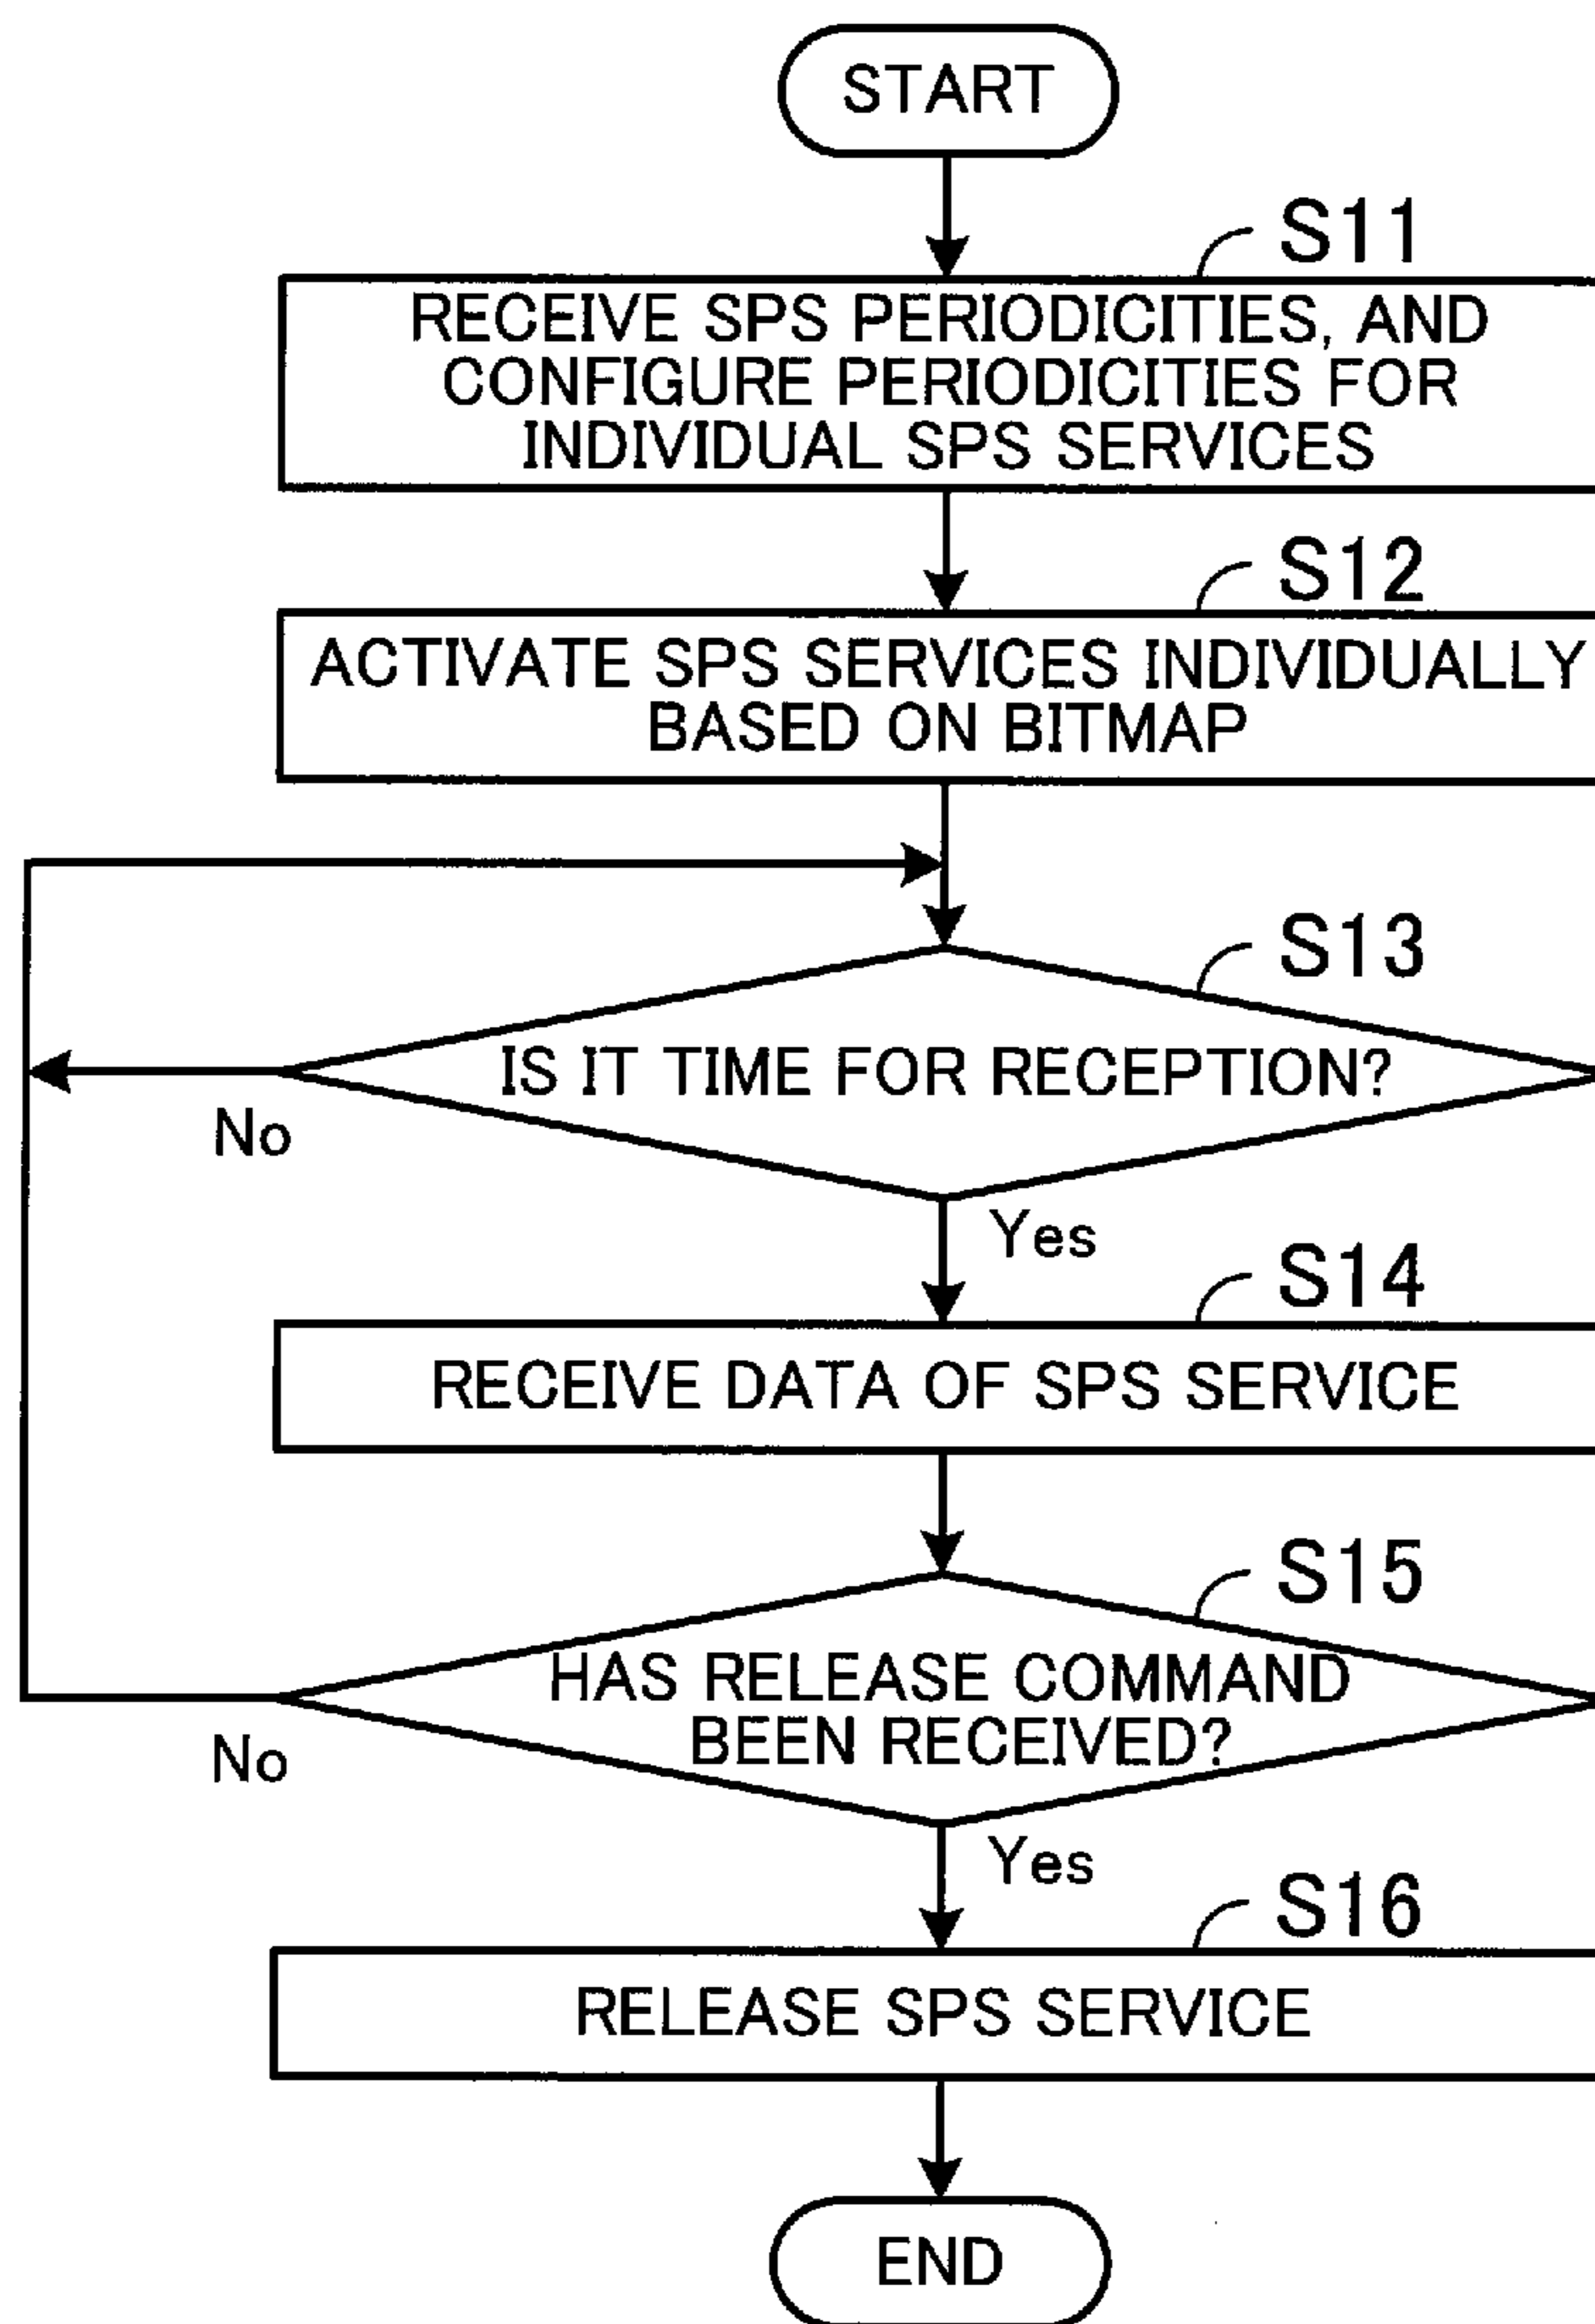 START
S11
RECEIVE SPS PERIODICITIES, AND
CONFIGURE PERIODICITIES FOR
INDIVIDUAL SPS SERVICES
S12
ACTIVATE SPS SERVICES INDIVIDUALLY
BASED ON BITMAP
S13
IS IT TIME FOR RECEPTION?
No
Yes
S14
RECEIVE DATA OF SPS SERVICE
S15
HAS RELEASE COMMAND
BEEN RECEIVED?
No
Yes
S16
RELEASE SPS SERVICE
END